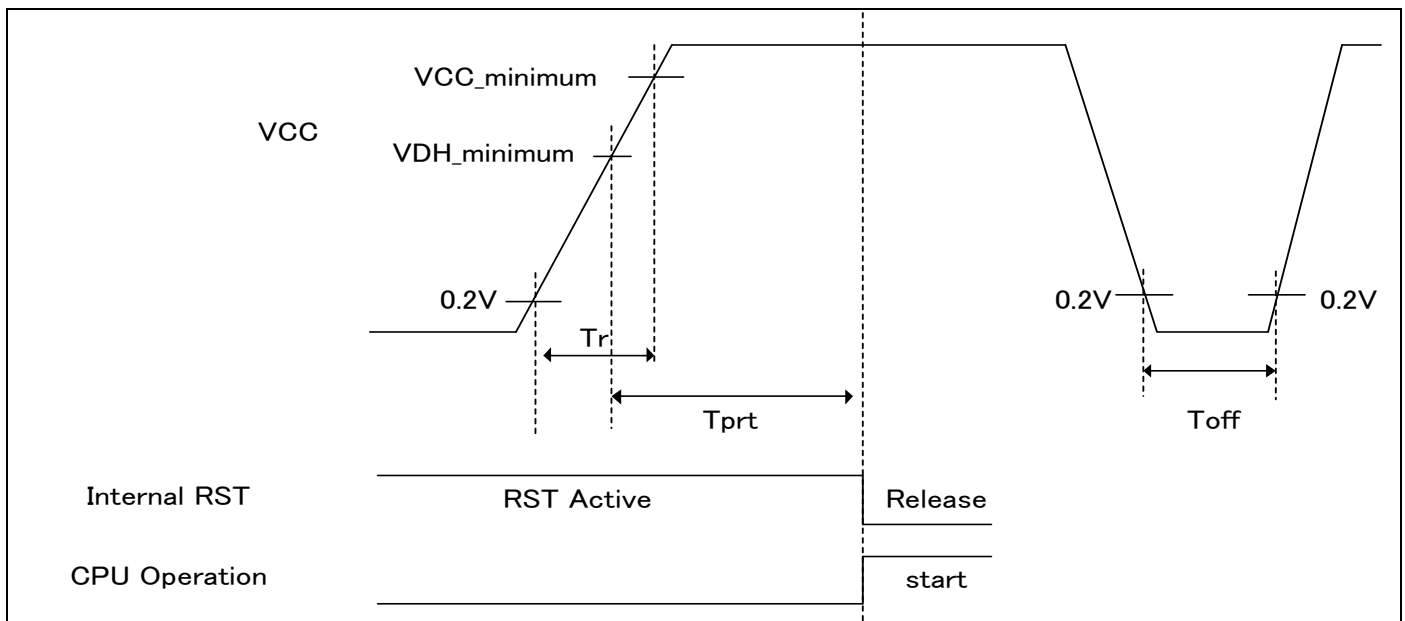 VCC_minimum
VCC
VDH_minimum
0.2V
0.2V
0.2V
Tr
Tprt
Toff
Internal RST
RST Active
Release
CPU Operation
start